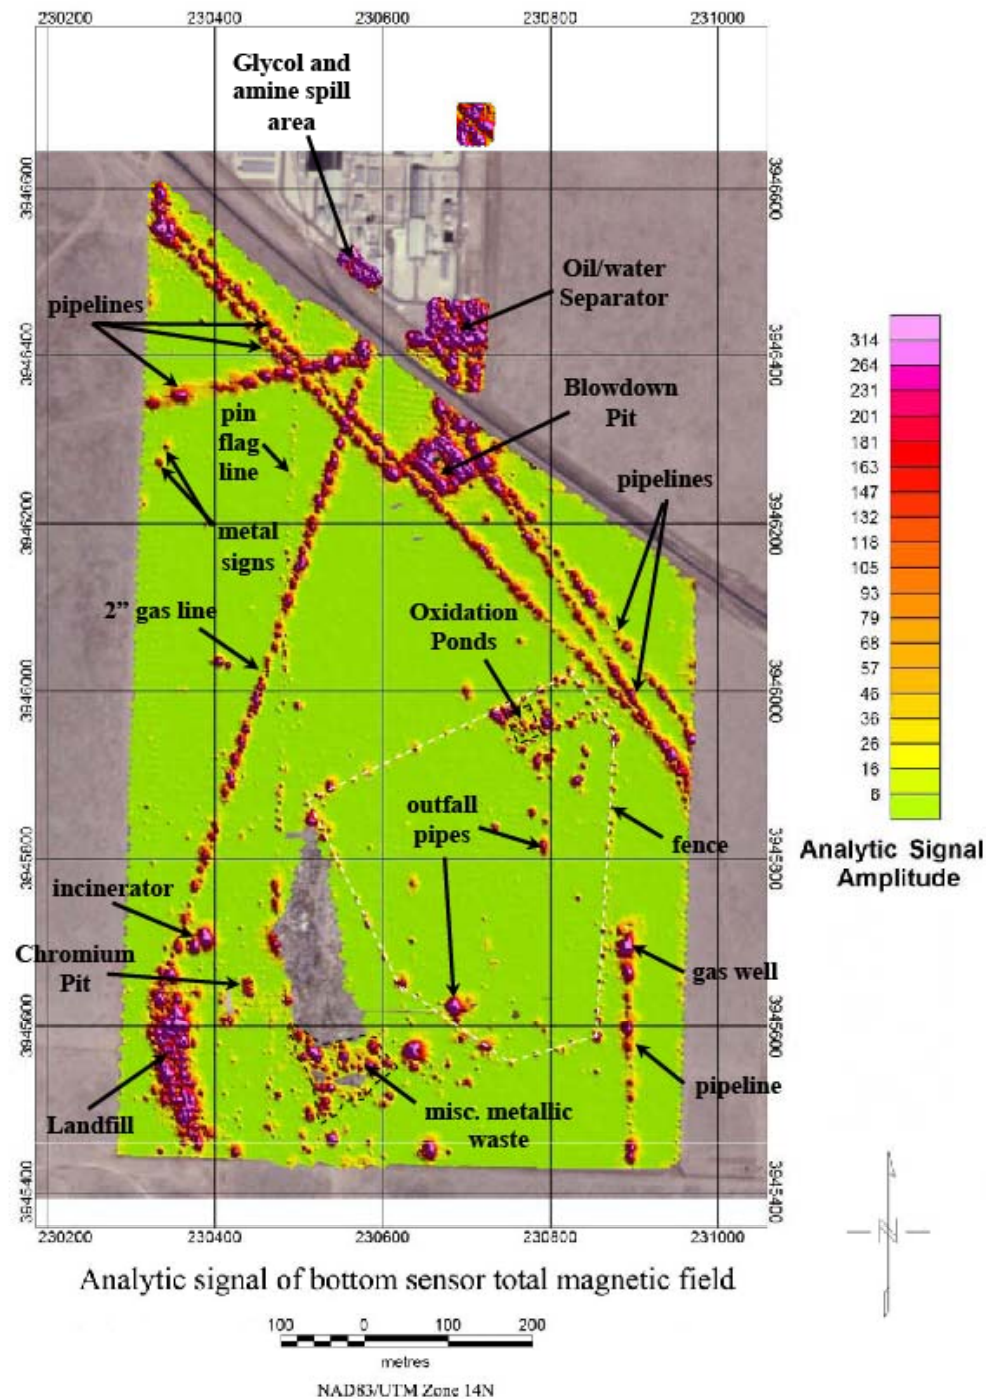 230200 230400 230600 230800 231000
Glycol and
amine spill
area
3946600
3946600
Oil/water
Separator
pipelines
3946400
3946400
Blowdown
Pit
pin
flag
line
pipelines
metal
signs
3946200
3946200
2” gas line
Oxidation
Ponds
3946000
3946000
outfall
pipes
fence
3945800
3945800
incinerator
Chromium
Pit
gas well
3945600
3945600
pipeline
Landfill
misc. metallic
waste
3945400
3945400
230200 230400 230600 230800 231000
314
264
231
201
181
163
147
132
118
105
93
79
68
57
46
36
26
16
8
Analytic Signal
Amplitude
N
Analytic signal of bottom sensor total magnetic field
100 0 100 200
metres
NAD83/UTM Zone 14N